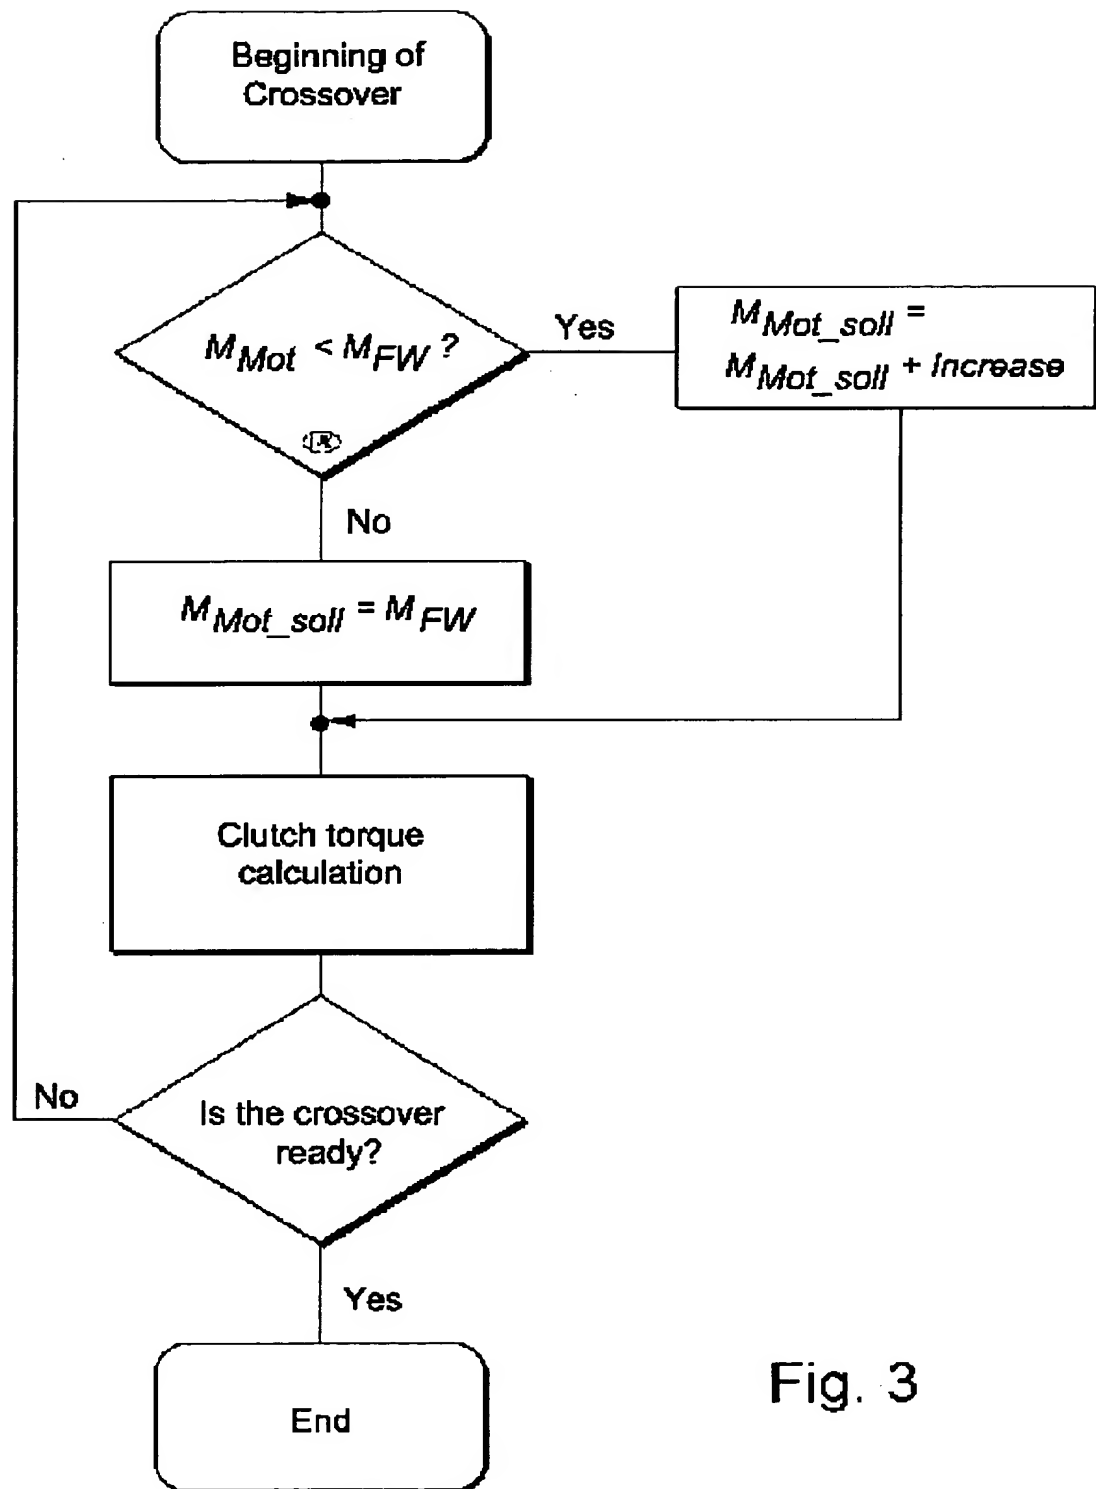 Beginning of
Crossover
M_Mot < M_FW ?
Yes
M_Mot_soll =
M_Mot_soll + Increase
No
M_Mot_soll = M_FW
Clutch torque
calculation
No
Is the crossover
ready?
Yes
End
Fig. 3